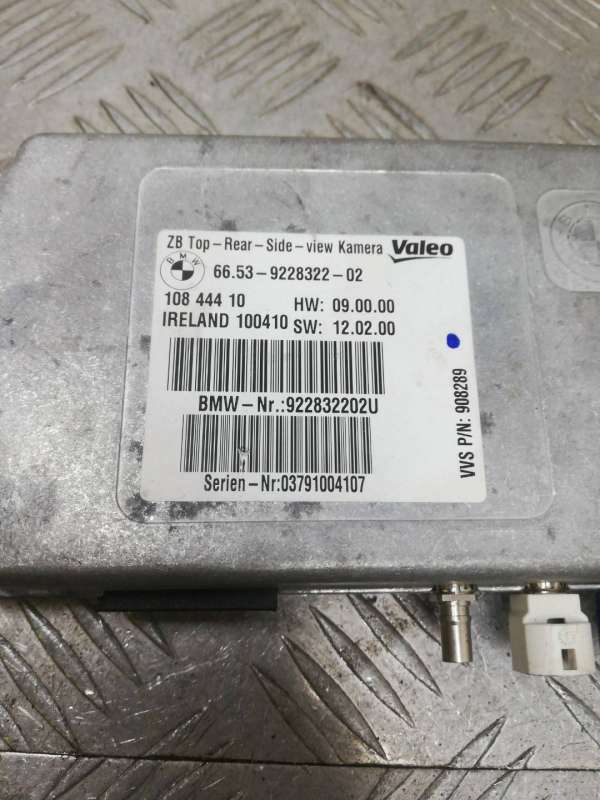 ZB Top-Rear-Side-view Kamera Valeo
BMW 66.53-9228322-02
108 444 10 HW: 09.00.00
IRELAND 100410 SW: 12.02.00
BMW-Nr.:922832202U
Serien-Nr:03791004107
VVS P/N: 908289